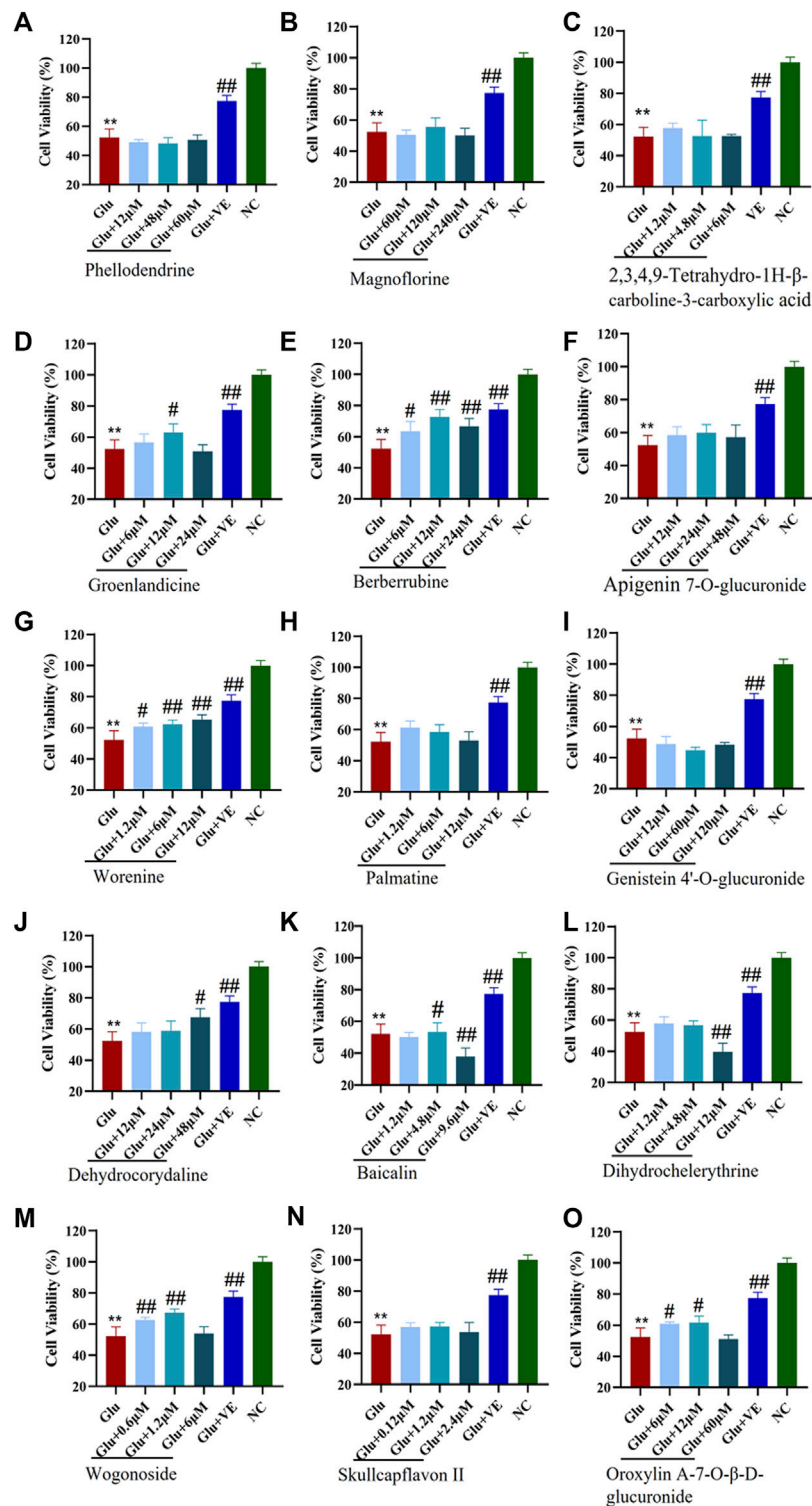 A
B
C
Cell Viability (%)
120
100
80
60
40
20
**
##
Glu
Glu+12μM
Glu+48μM
Glu+60μM
Glu+VE
NC
Phellodendrine
Cell Viability (%)
120
100
80
60
40
20
**
##
Glu
Glu+60μM
Glu+120μM
Glu+240μM
Glu+VE
NC
Magnoflorine
Cell Viability (%)
120
100
80
60
40
20
**
##
Glu
Glu+1.2μM
Glu+4.8μM
Glu+6μM
VE
NC
2,3,4,9-Tetrahydro-1H-β-
carboline-3-carboxylic acid
D
E
F
Cell Viability (%)
120
100
80
60
40
20
**
#
##
Glu
Glu+6μM
Glu+12μM
Glu+24μM
Glu+VE
NC
Groenlandicine
Cell Viability (%)
120
100
80
60
40
20
**
#
##
##
##
Glu
Glu+6μM
Glu+12μM
Glu+24μM
Glu+VE
NC
Berberrubine
Cell Viability (%)
120
100
80
60
40
20
**
##
Glu
Glu+12μM
Glu+24μM
Glu+48μM
Glu+VE
NC
Apigenin 7-O-glucuronide
G
H
I
Cell Viability (%)
120
100
80
60
40
20
**
#
##
##
##
Glu
Glu+1.2μM
Glu+6μM
Glu+12μM
Glu+VE
NC
Worenine
Cell Viability (%)
120
100
80
60
40
20
**
##
Glu
Glu+1.2μM
Glu+6μM
Glu+12μM
Glu+VE
NC
Palmatine
Cell Viability (%)
120
100
80
60
40
20
**
##
Glu
Glu+12μM
Glu+60μM
Glu+120μM
Glu+VE
NC
Genistein 4'-O-glucuronide
J
K
L
Cell Viability (%)
120
100
80
60
40
20
**
#
##
Glu
Glu+12μM
Glu+24μM
Glu+48μM
Glu+VE
NC
Dehydrocorydaline
Cell Viability (%)
120
100
80
60
40
20
**
#
##
##
Glu
Glu+1.2μM
Glu+4.8μM
Glu+9.6μM
Glu+VE
NC
Baicalin
Cell Viability (%)
120
100
80
60
40
20
**
##
##
Glu
Glu+1.2μM
Glu+4.8μM
Glu+12μM
Glu+VE
NC
Dihydrochelerythrine
M
N
O
Cell Viability (%)
120
100
80
60
40
20
**
##
##
##
Glu
Glu+0.6μM
Glu+1.2μM
Glu+6μM
Glu+VE
NC
Wogonoside
Cell Viability (%)
120
100
80
60
40
20
**
##
Glu
Glu+0.12μM
Glu+1.2μM
Glu+2.4μM
Glu+VE
NC
Skullcapflavon II
Cell Viability (%)
120
100
80
60
40
20
**
#
#
##
Glu
Glu+6μM
Glu+12μM
Glu+60μM
Glu+VE
NC
Oroxylin A-7-O-β-D-
glucuronide